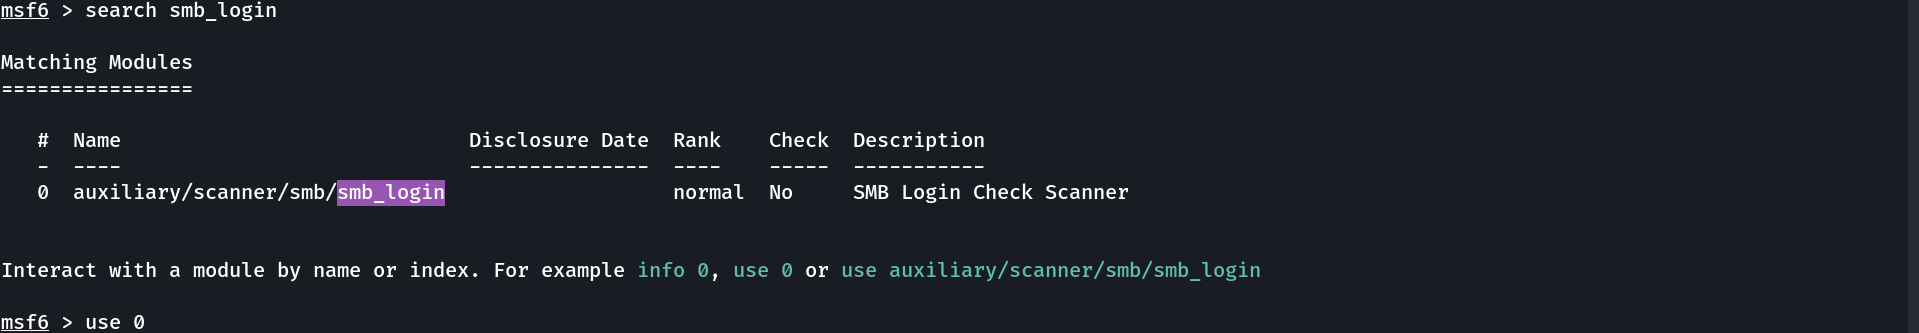 msf6 > search smb_login
Matching Modules
================
#  Name                                 Disclosure Date  Rank    Check  Description
-  ----                                 ---------------  ----    -----  -----------
0  auxiliary/scanner/smb/smb_login                   normal  No     SMB Login Check Scanner
Interact with a module by name or index. For example info 0, use 0 or use auxiliary/scanner/smb/smb_login
msf6 > use 0